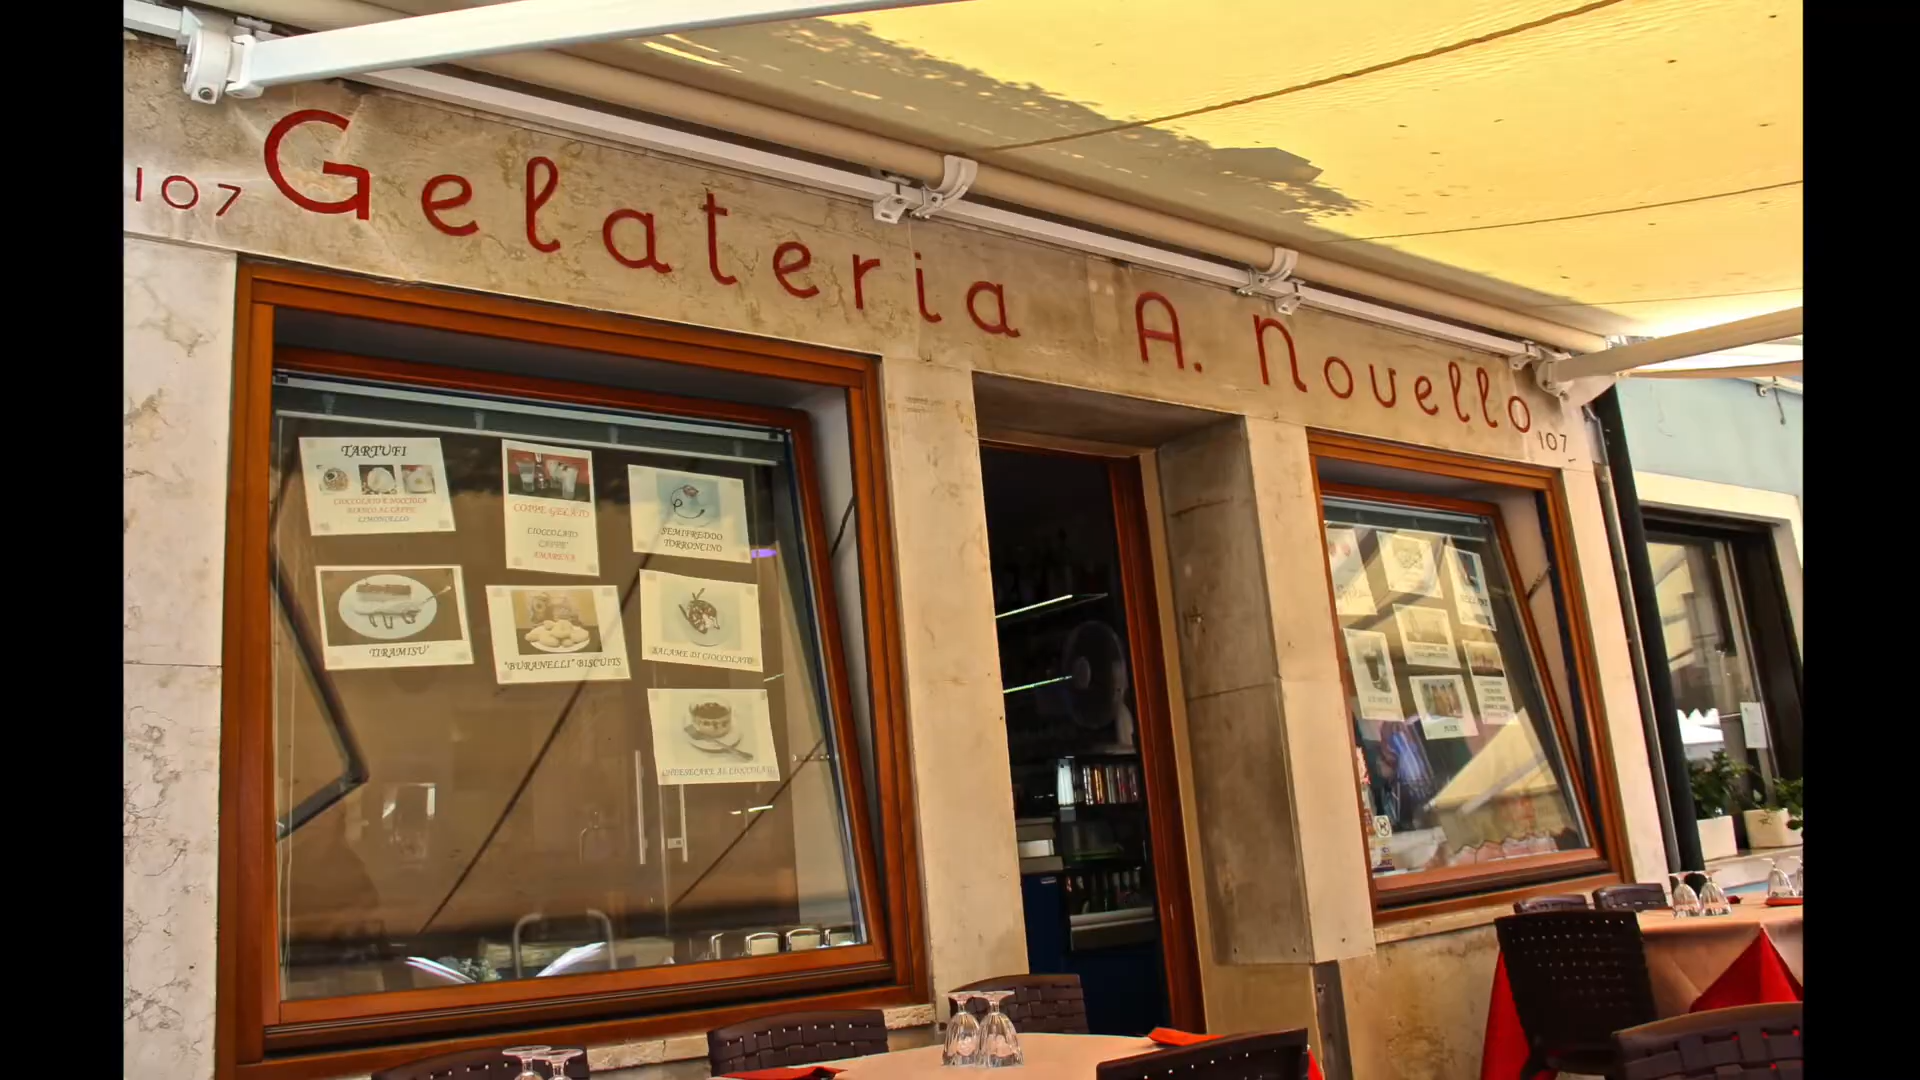 107 Gelateria A. Novello 107
TARTUFI
CIOCCOLATO E NOCCIOLA
BIANCO AL CAFFE'
LIMONCELLO
COPPE GELATO
CIOCCOLATO
CAFFE'
AMARENA
SEMIFREDDO
TORRONCINO
TIRAMISU'
"BURANELLI" BISCUITS
SALAME DI CIOCCOLATO
CHEESECAKE AL CIOCCOLATO